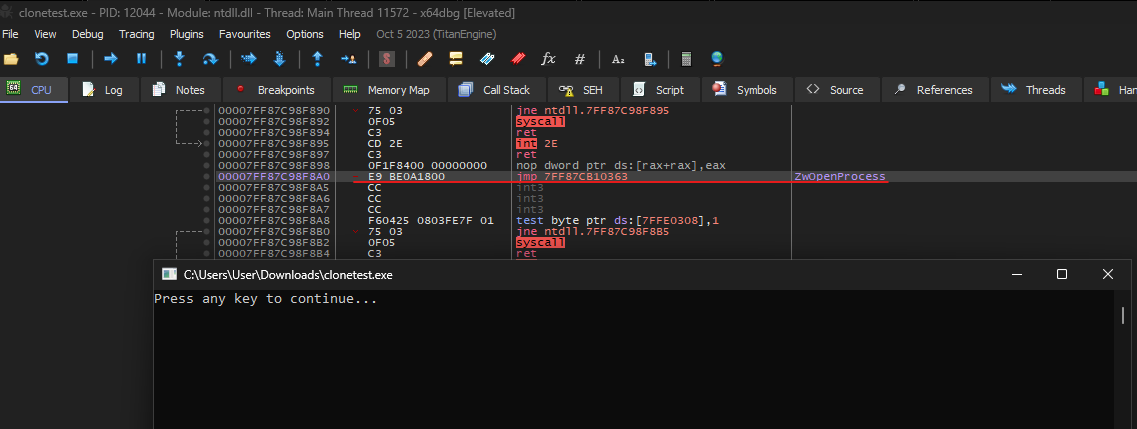 clonetest.exe - PID: 12044 - Module: ntdll.dll - Thread: Main Thread 11572 - x64dbg [Elevated]
File View Debug Tracing Plugins Favourites Options Help Oct 5 2023 (TitanEngine)
CPU Log Notes Breakpoints Memory Map Call Stack SEH Script Symbols Source References Threads Han
00007FF87C98F890 75 03 jne ntdll.7FF87C98F895
00007FF87C98F892 0F05 syscall
00007FF87C98F894 C3 ret
00007FF87C98F895 CD 2E int 2E
00007FF87C98F897 C3 ret
00007FF87C98F898 0F1F8400 00000000 nop dword ptr ds:[rax+rax],eax
00007FF87C98F8A0 E9 BE0A1800 jmp 7FF87CB10363 ZwOpenProcess
00007FF87C98F8A5 CC int3
00007FF87C98F8A6 CC int3
00007FF87C98F8A7 CC int3
00007FF87C98F8A8 F60425 0803FE7F 01 test byte ptr ds:[7FFE0308],1
00007FF87C98F8B0 75 03 jne ntdll.7FF87C98F8B5
00007FF87C98F8B2 0F05 syscall
00007FF87C98F8B4 C3 ret
C:\Users\User\Downloads\clonetest.exe
Press any key to continue...